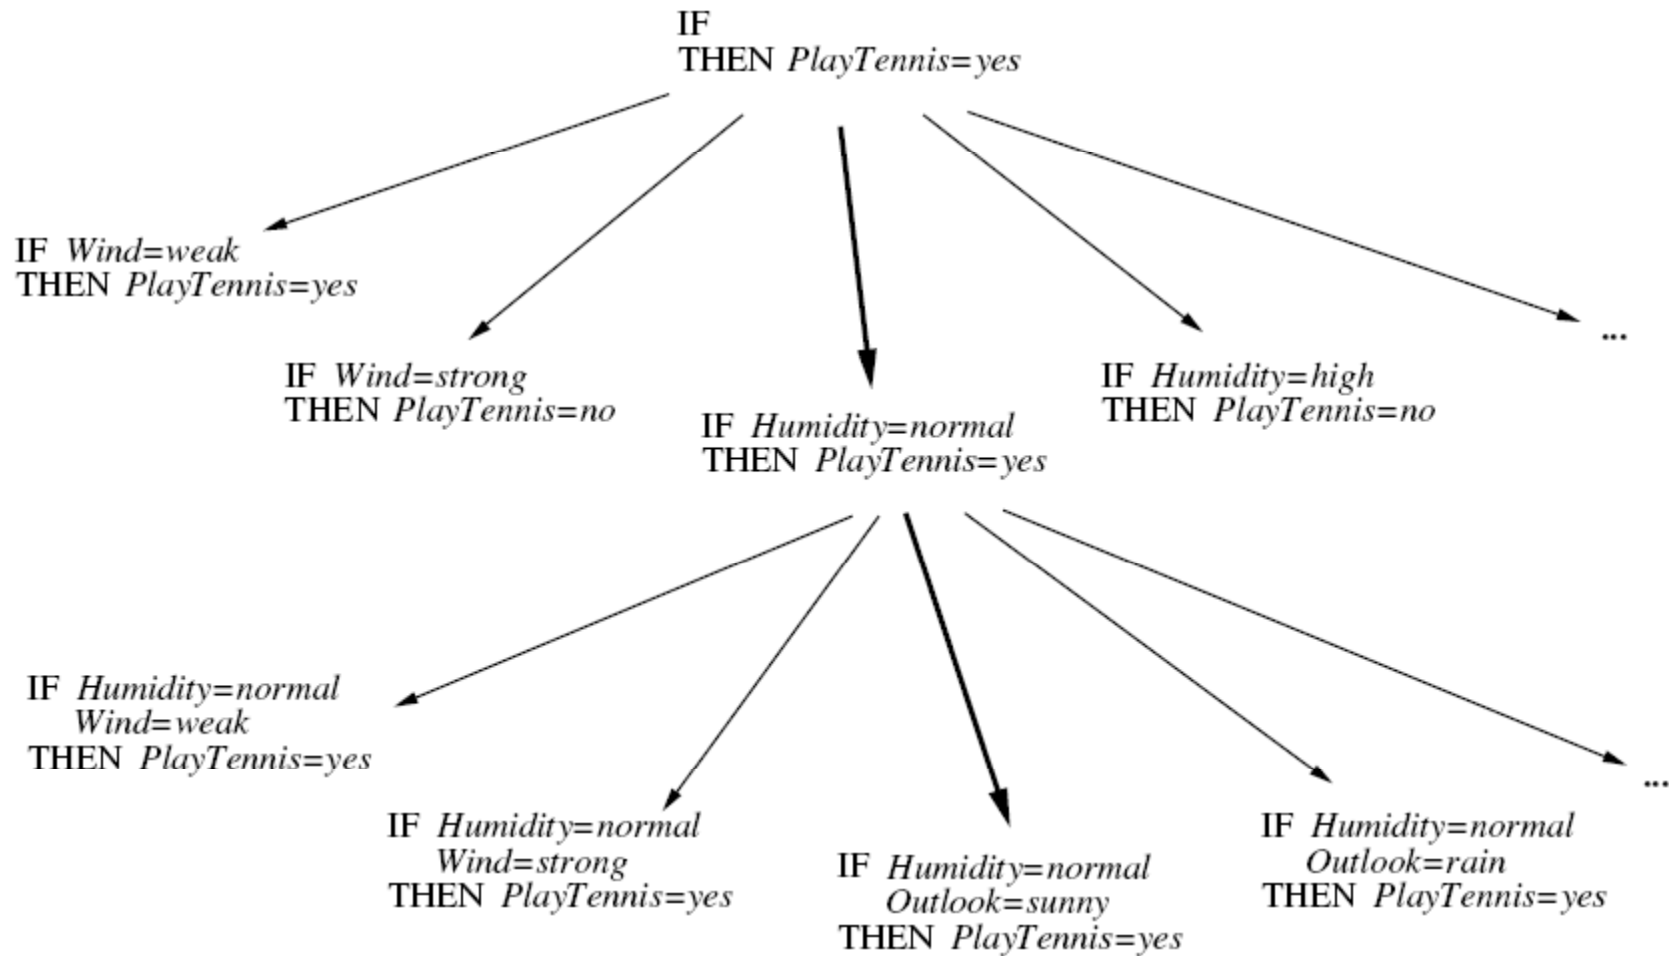 IF
THEN PlayTennis=yes
IF Wind=weak
THEN PlayTennis=yes
...
IF Wind=strong
THEN PlayTennis=no
IF Humidity=normal
THEN PlayTennis=yes
IF Humidity=high
THEN PlayTennis=no
IF Humidity=normal
Wind=weak
THEN PlayTennis=yes
...
IF Humidity=normal
Wind=strong
THEN PlayTennis=yes
IF Humidity=normal
Outlook=sunny
THEN PlayTennis=yes
IF Humidity=normal
Outlook=rain
THEN PlayTennis=yes